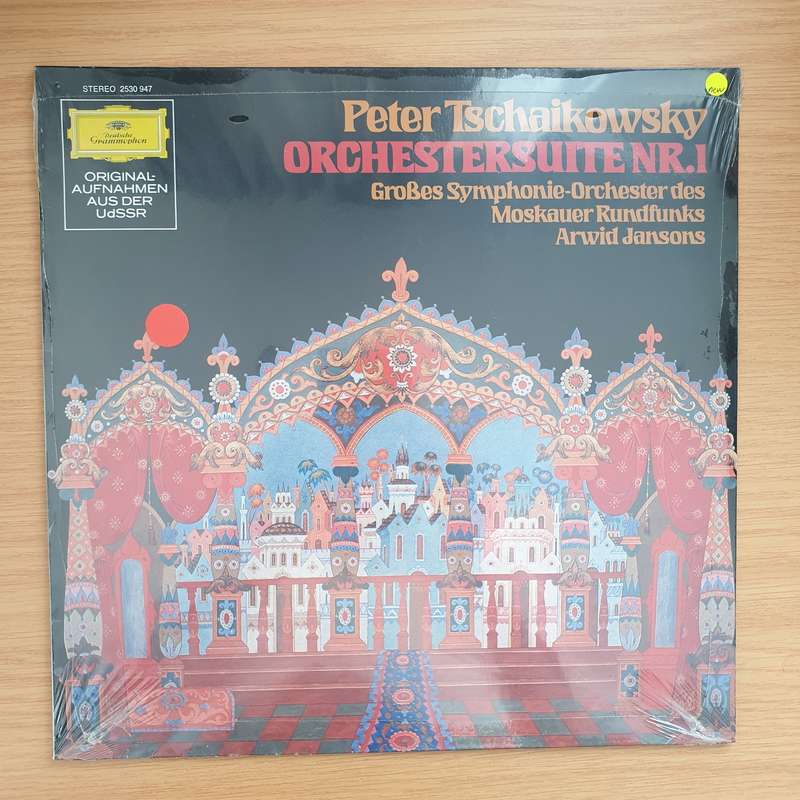 STEREO 2530 947
new
Deutsche
Grammophon
ORIGINAL-
AUFNAHMEN
AUS DER
UdSSR
Peter Tschaikowsky
ORCHESTERSUITE NR.1
Großes Symphonie-Orchester des
Moskauer Rundfunks
Arwid Jansons